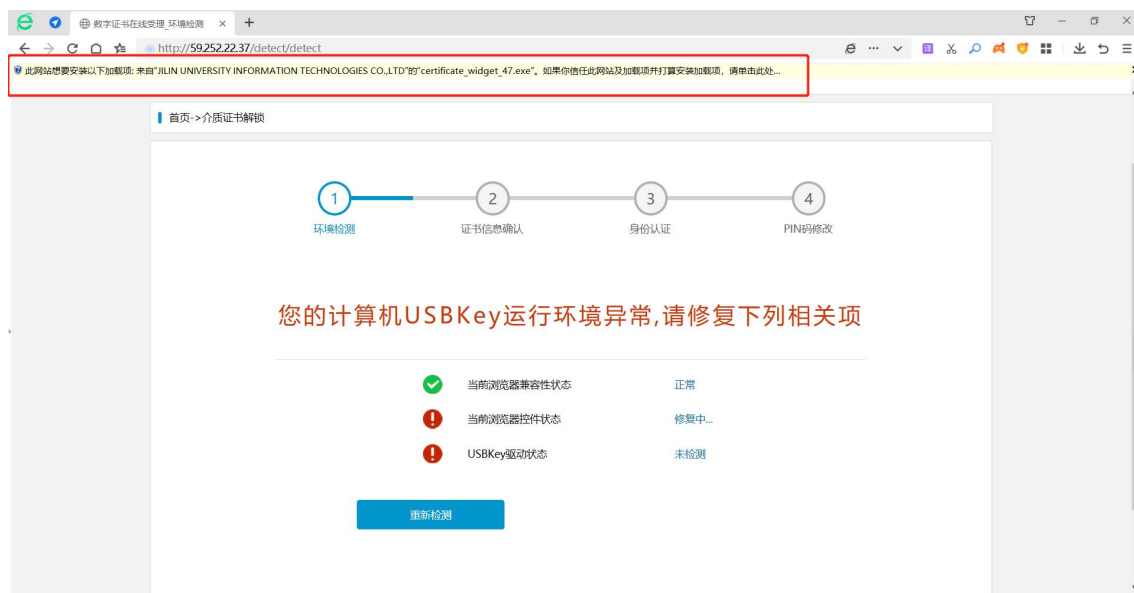 数字证书在线受理_环境检测
http://59.252.22.37/detect/detect
此网站想要安装以下加载项: 来自"JILIN UNIVERSITY INFORMATION TECHNOLOGIES CO.,LTD"的"certificate_widget_47.exe"。如果你信任此网站及加载项并打算安装加载项，请单击此处...
首页->介质证书解锁
1 2 3 4
环境检测 证书信息确认 身份认证 PIN码修改
您的计算机USBKey运行环境异常,请修复下列相关项
当前浏览器兼容性状态 正常
当前浏览器控件状态 修复中...
USBKey驱动状态 未检测
重新检测